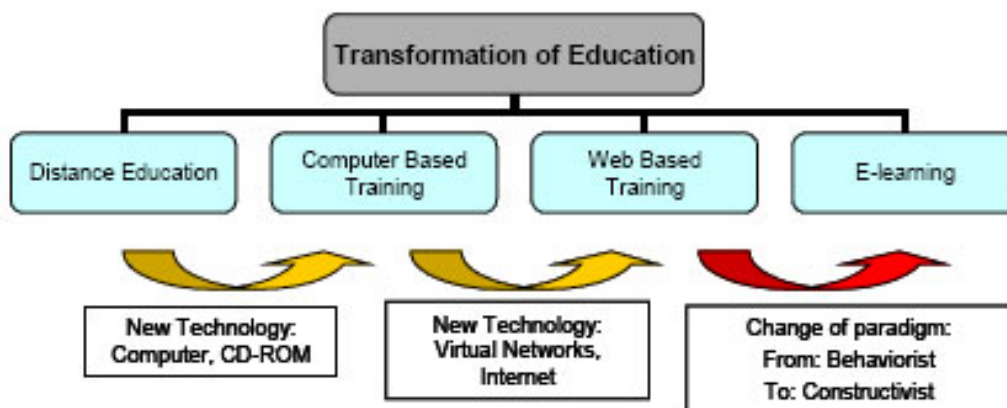 Transformation of Education
Distance Education
Computer Based
Training
Web Based
Training
E-learning
New Technology:
Computer, CD-ROM
New Technology:
Virtual Networks,
Internet
Change of paradigm:
From: Behaviorist
To: Constructivist